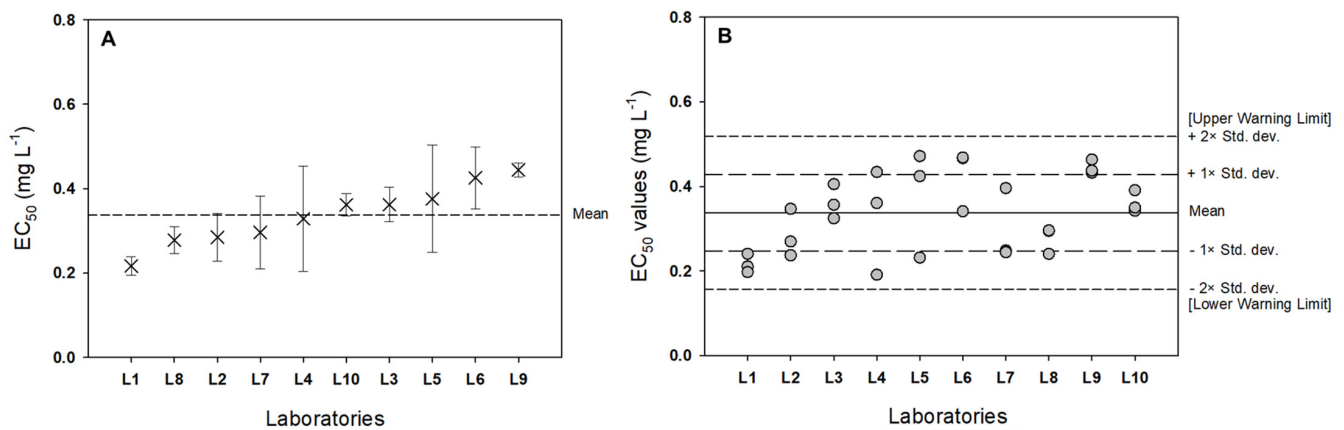 A
EC50 (mg L-1)
0.8
0.6
0.4
0.2
0.0
Mean
L1 L8 L2 L7 L4 L10 L3 L5 L6 L9
Laboratories
B
EC50 values (mg L-1)
0.8
0.6
0.4
0.2
0.0
[Upper Warning Limit]
+ 2× Std. dev.
+ 1× Std. dev.
Mean
- 1× Std. dev.
- 2× Std. dev.
[Lower Warning Limit]
L1 L2 L3 L4 L5 L6 L7 L8 L9 L10
Laboratories